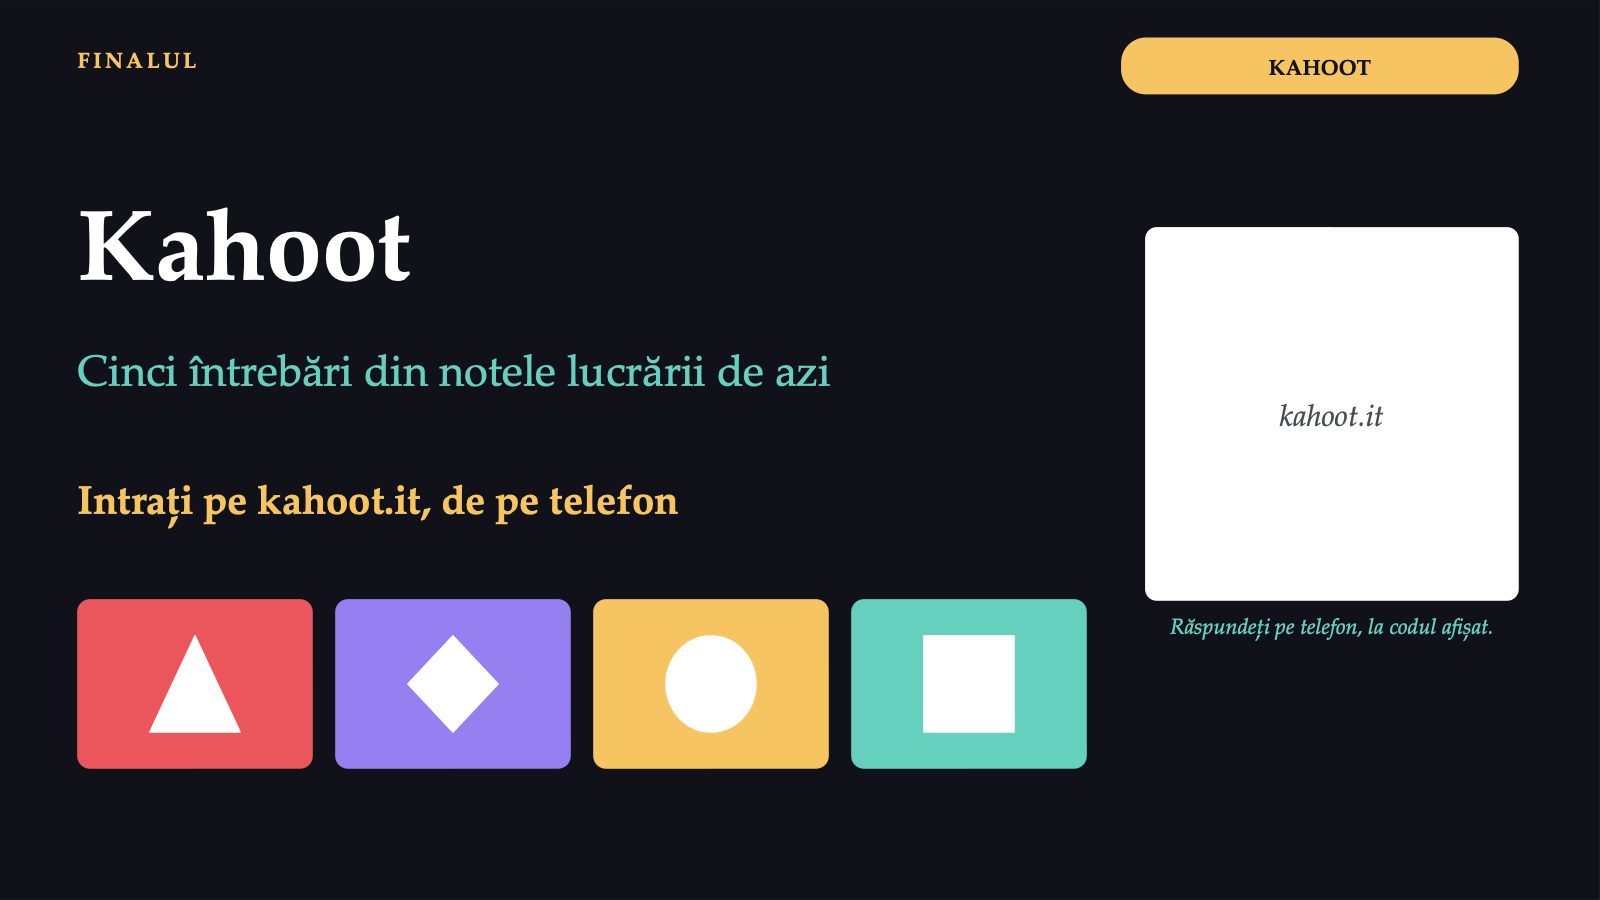 FINALUL
KAHOOT
Kahoot
Cinci întrebări din notele lucrării de azi
Intrați pe kahoot.it, de pe telefon
kahoot.it
Răspundeți pe telefon, la codul afișat.